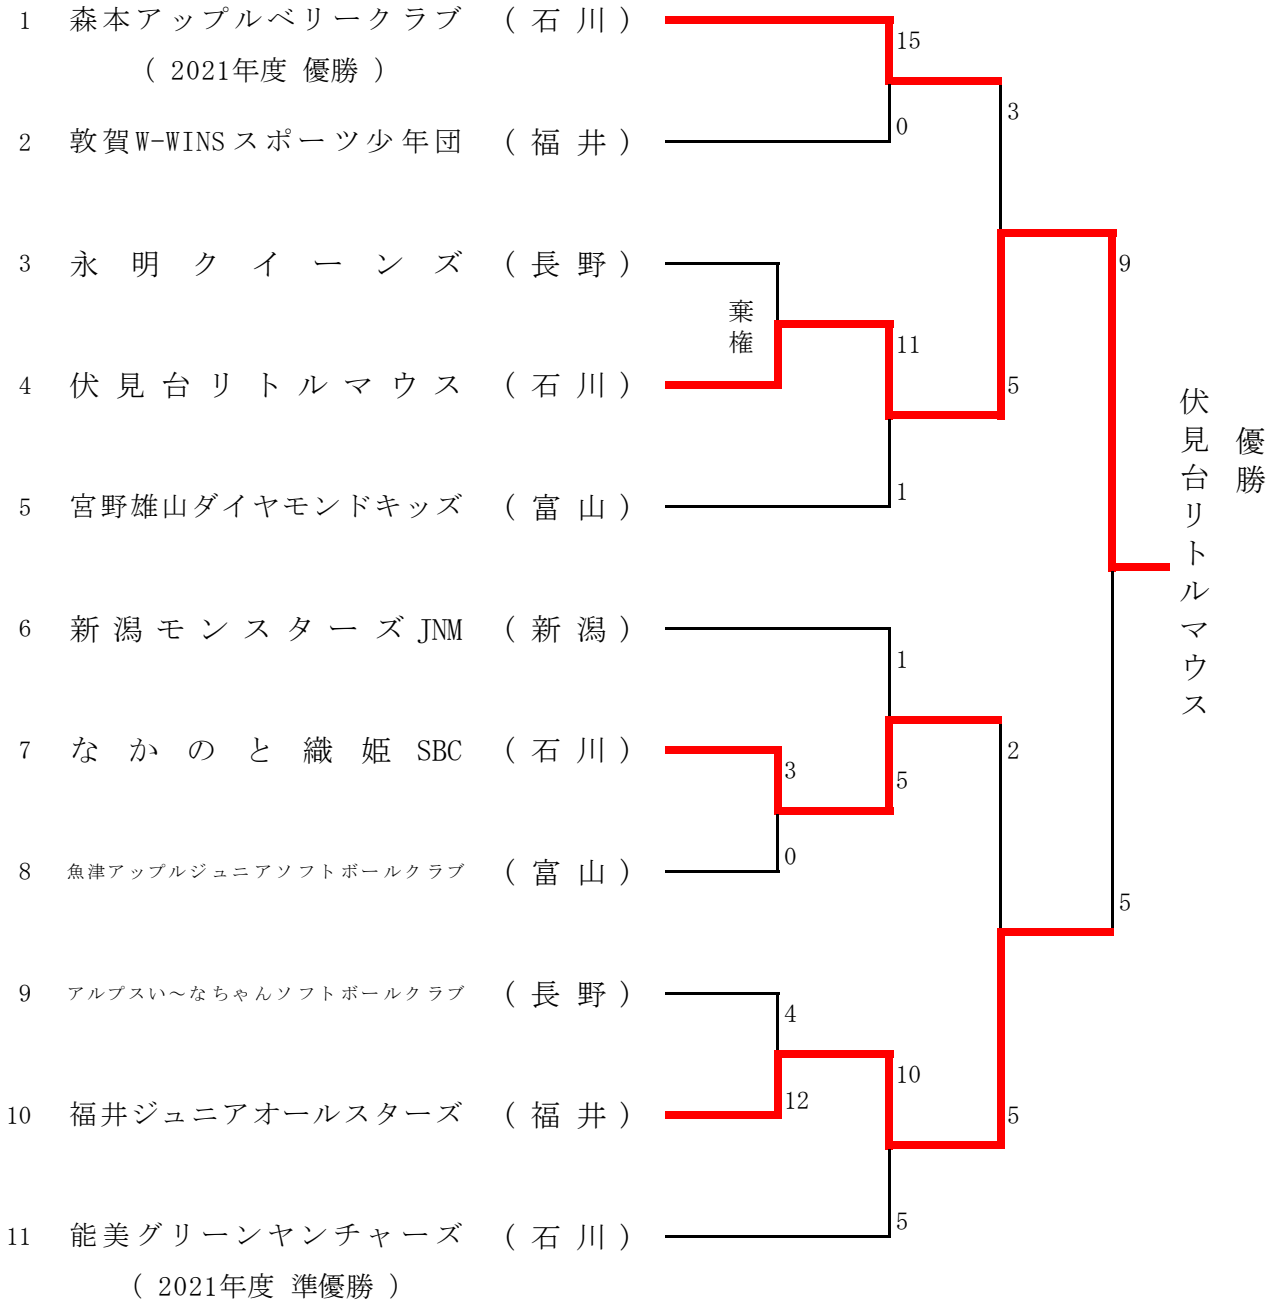 1 森本アップルベリークラブ （石川）
（ 2021年度 優勝 ）
15
0
3
2 敦賀W-WINSスポーツ少年団 （福井）
3 永明クイーンズ （長野）
9
棄権
11
4 伏見台リトルマウス （石川）
5
1
5 宮野雄山ダイヤモンドキッズ （富山）
優勝
伏見台リトルマウス
6 新潟モンスターズJNM （新潟）
1
7 なかのと織姫SBC （石川）
3
5
2
0
8 魚津アップルジュニアソフトボールクラブ （富山）
5
9 アルプスい～なちゃんソフトボールクラブ （長野）
4
10
12
5
10 福井ジュニアオールスターズ （福井）
5
11 能美グリーンヤンチャーズ （石川）
（ 2021年度 準優勝 ）